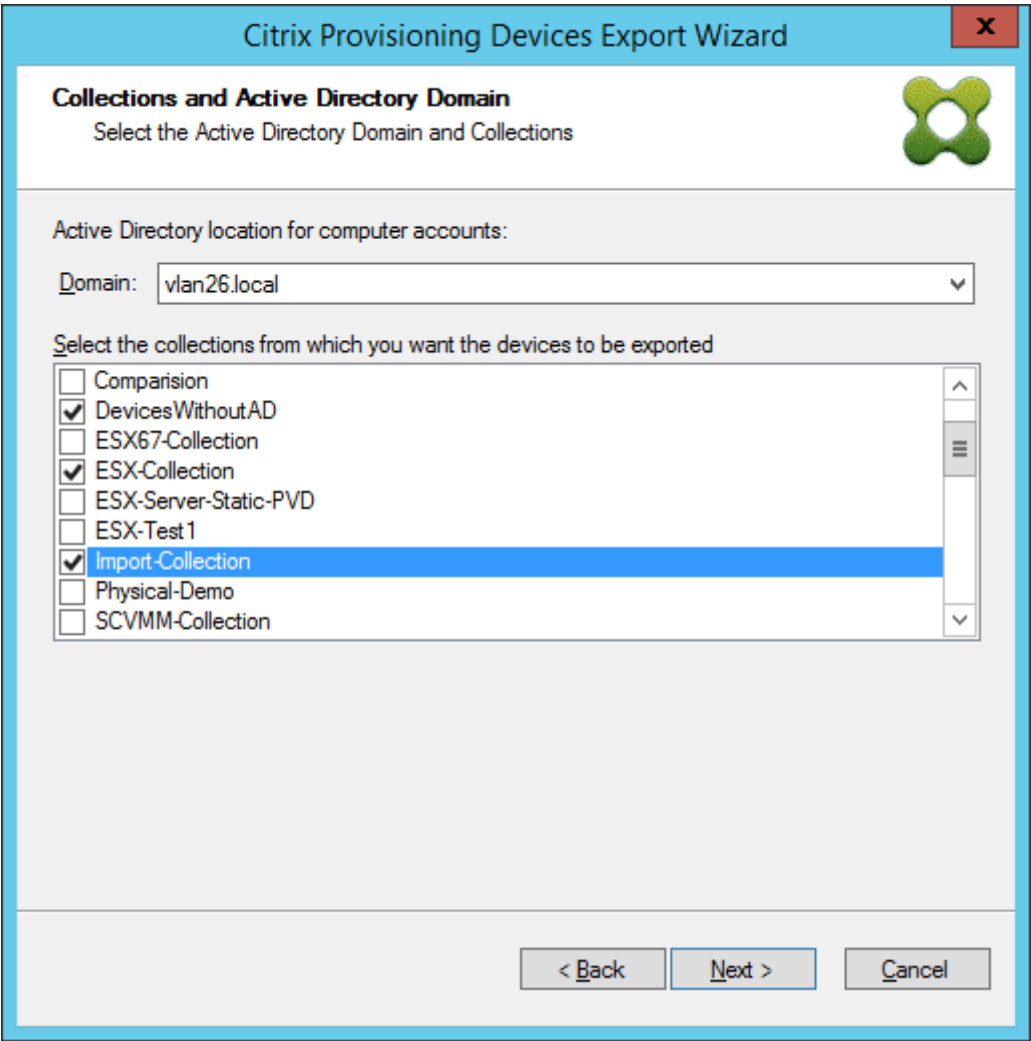 Citrix Provisioning Devices Export Wizard
x
Collections and Active Directory Domain
Select the Active Directory Domain and Collections
Active Directory location for computer accounts:
Domain: vlan26.local
Select the collections from which you want the devices to be exported
Comparision
DevicesWithoutAD
ESX67-Collection
ESX-Collection
ESX-Server-Static-PVD
ESX-Test1
Import-Collection
Physical-Demo
SCVMM-Collection
< Back Next > Cancel